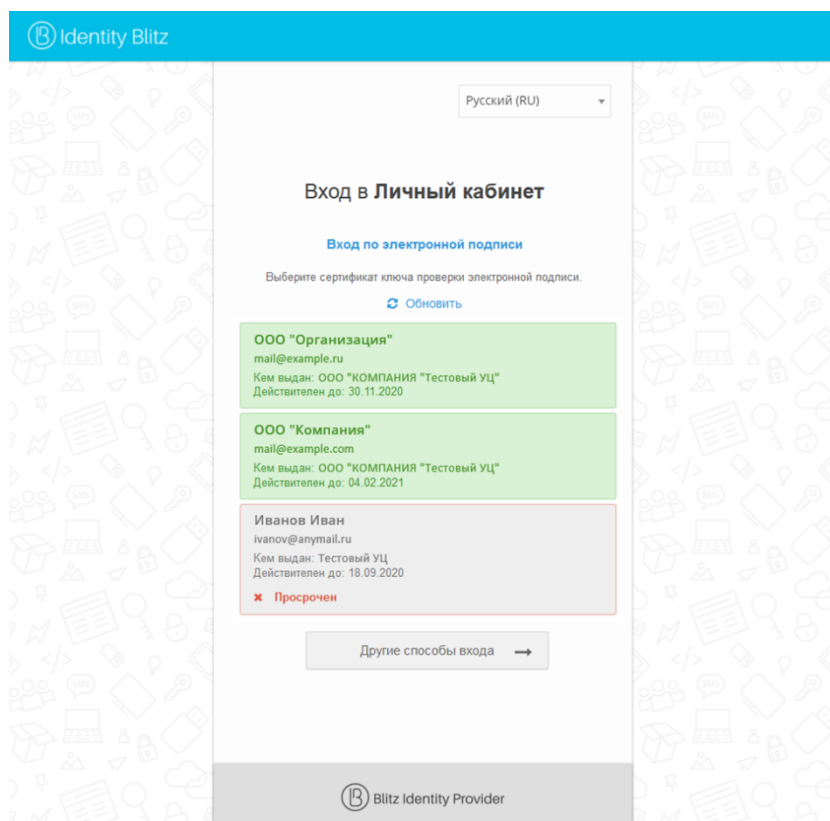 Identity Blitz
Русский (RU)
Вход в Личный кабинет
Вход по электронной подписи
Выберите сертификат ключа проверки электронной подписи.
Обновить
ООО "Организация"
mail@example.ru
Кем выдан: ООО "КОМПАНИЯ "Тестовый УЦ"
Действителен до: 30.11.2020
ООО "Компания"
mail@example.com
Кем выдан: ООО "КОМПАНИЯ "Тестовый УЦ"
Действителен до: 04.02.2021
Иванов Иван
ivanov@anymail.ru
Кем выдан: Тестовый УЦ
Действителен до: 18.09.2020
Просрочен
Другие способы входа
Blitz Identity Provider